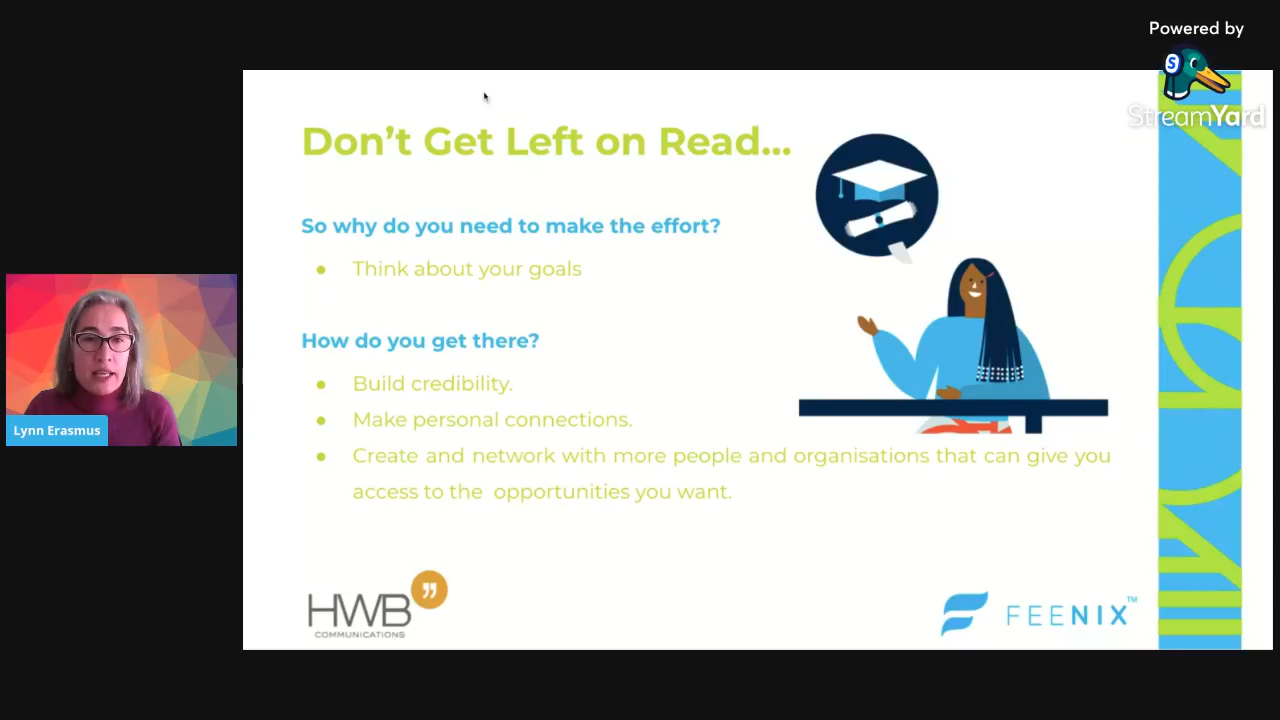 Powered by
S
StreamYard
Don’t Get Left on Read...
So why do you need to make the effort?
● Think about your goals
How do you get there?
● Build credibility.
● Make personal connections.
● Create and network with more people and organisations that can give you
access to the opportunities you want.
Lynn Erasmus
HWB ”
COMMUNICATIONS
FEENIX™